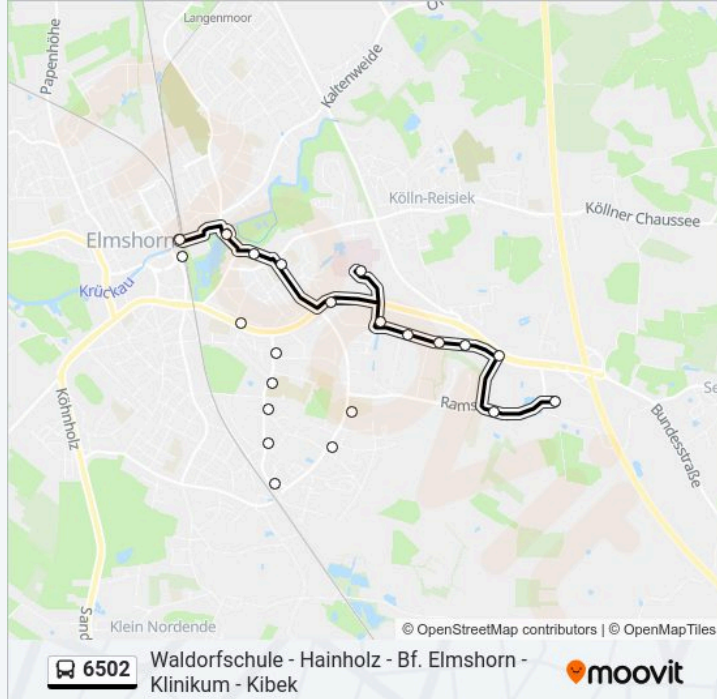 Langenmoor
Papenhöhe
Kaltenweide
Kölln-Reisiek
Köllner Chaussee
Elmshorn
Krückau
Köhnholz
Rams
Se
Bundesstraße
Sand
Klein Nordende
© OpenStreetMap contributors | © OpenMapTiles
6502
Waldorfschule - Hainholz - Bf. Elmshorn -
Klinikum - Kibek
moovit